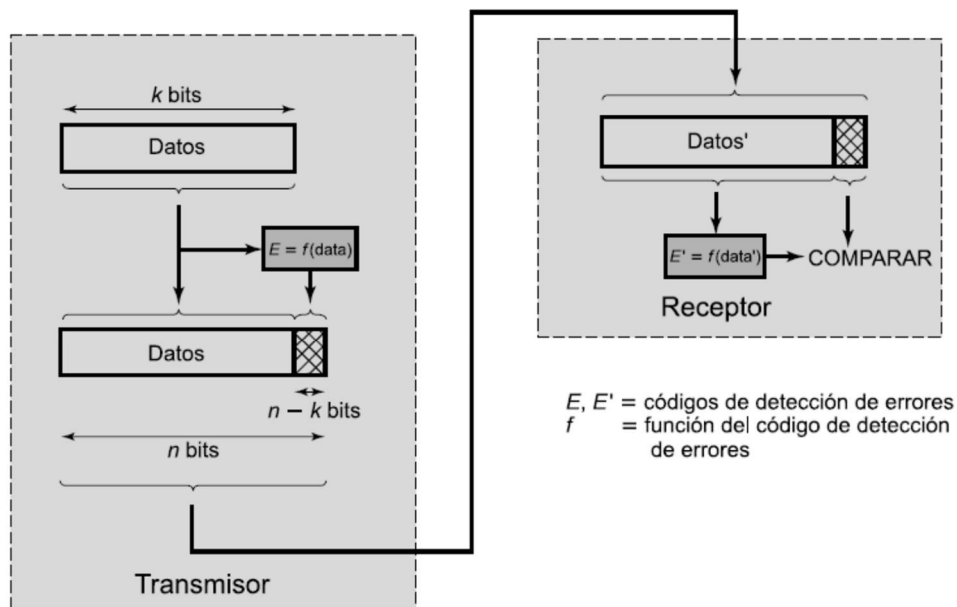 k bits
Datos
E = f(data)
Datos
n – k bits
n bits
Transmisor
Datos'
E' = f(data')
COMPARAR
Receptor
E, E' = códigos de detección de errores
f = función del código de detección
de errores